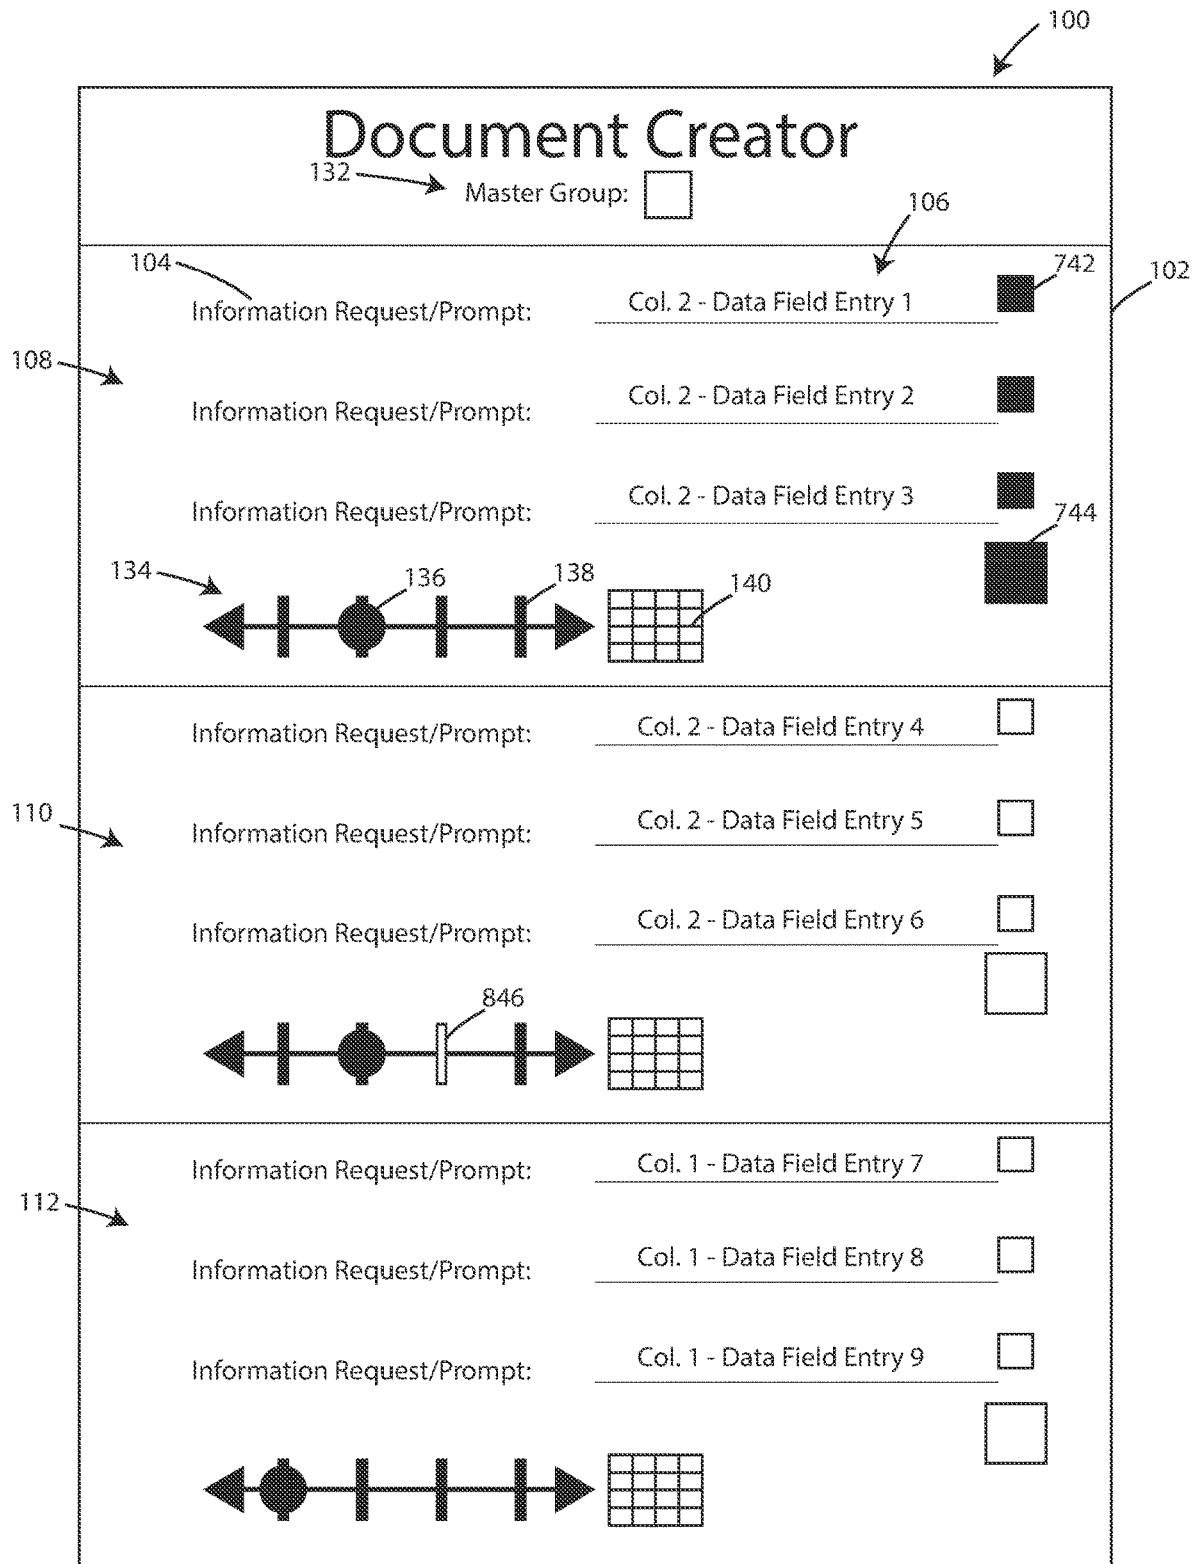 100
Document Creator
132
Master Group:
106
104
742
102
Information Request/Prompt: Col. 2 - Data Field Entry 1
108
Information Request/Prompt: Col. 2 - Data Field Entry 2
Information Request/Prompt: Col. 2 - Data Field Entry 3
744
134
136
138
140
Information Request/Prompt: Col. 2 - Data Field Entry 4
110
Information Request/Prompt: Col. 2 - Data Field Entry 5
Information Request/Prompt: Col. 2 - Data Field Entry 6
846
Information Request/Prompt: Col. 1 - Data Field Entry 7
112
Information Request/Prompt: Col. 1 - Data Field Entry 8
Information Request/Prompt: Col. 1 - Data Field Entry 9